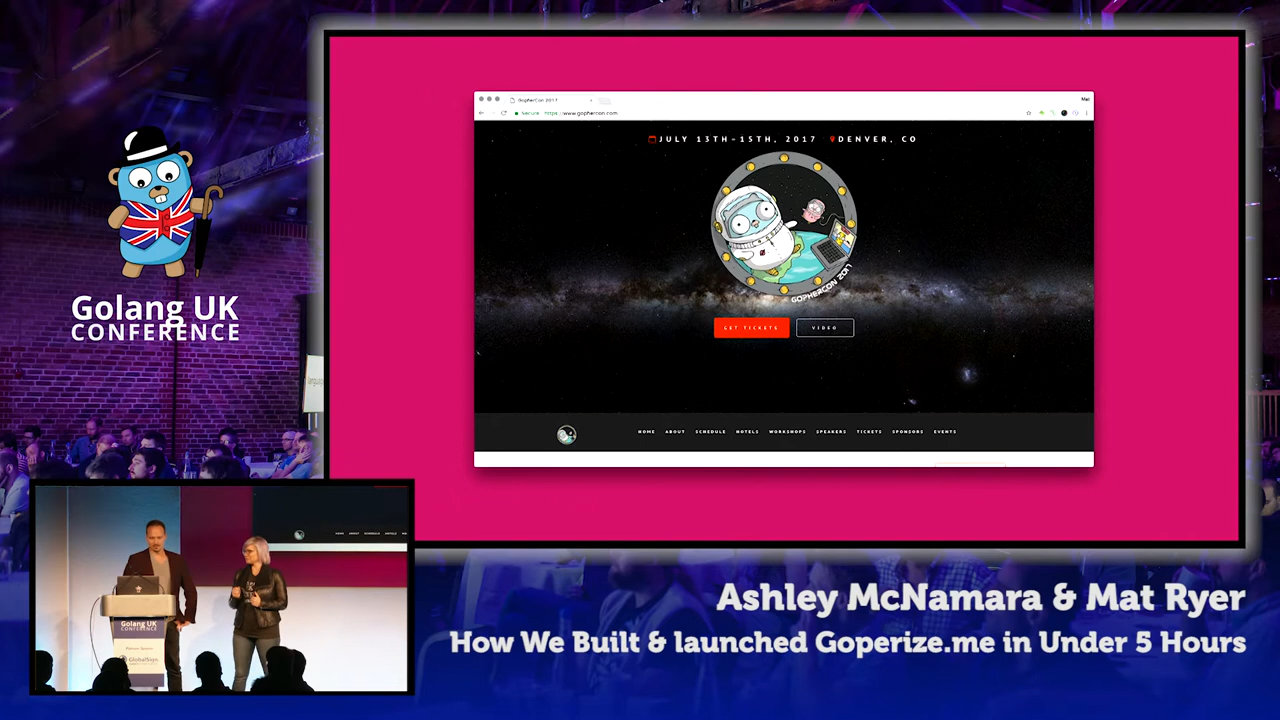 GopherCon 2017
Mat
Secure
https://www.gophercon.com
JULY 13TH-15TH, 2017 DENVER, CO
GOPHERCON 2017
GET TICKETS
VIDEO
HOME ABOUT SCHEDULE HOTELS WORKSHOPS SPEAKERS TICKETS SPONSORS EVENTS
Golang UK
CONFERENCE
Golang UK
CONFERENCE
GlobalSign
Ashley McNamara & Mat Ryer
How We Built & launched Goperize.me in Under 5 Hours